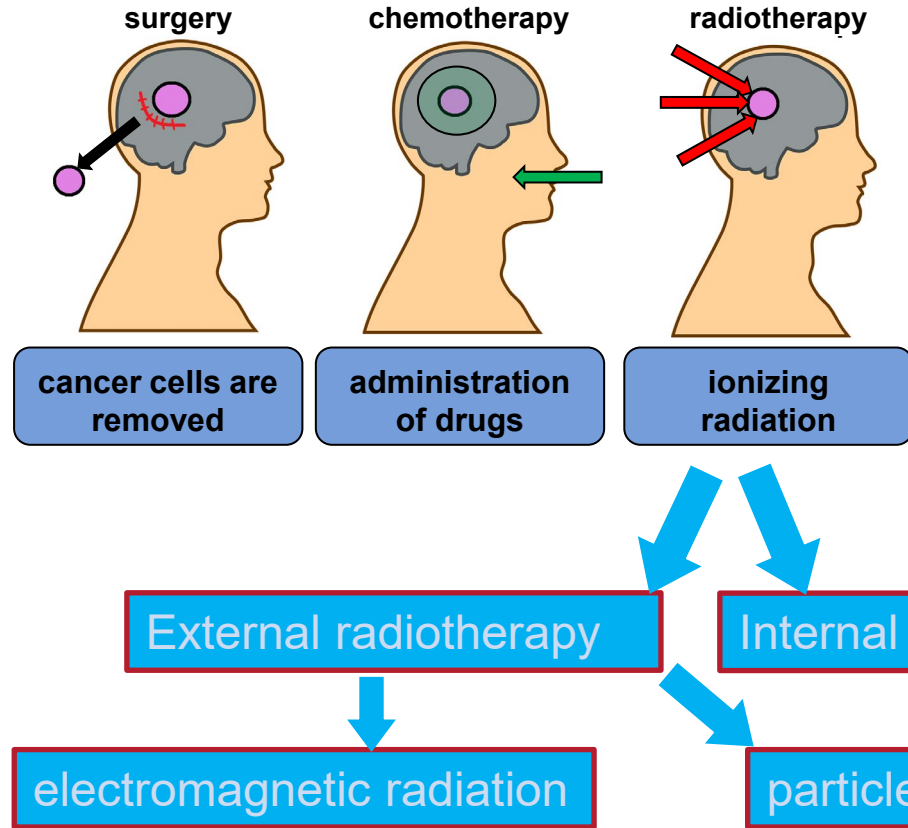 surgery
chemotherapy
radiotherapy
cancer cells are
removed
administration
of drugs
ionizing
radiation
External radiotherapy
Internal
electromagnetic radiation
particle